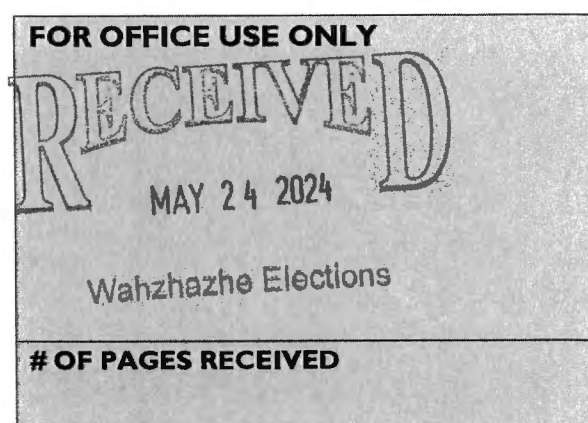 FOR OFFICE USE ONLY
RECEIVED
MAY 24 2024
Wahzhazhe Elections
# OF PAGES RECEIVED